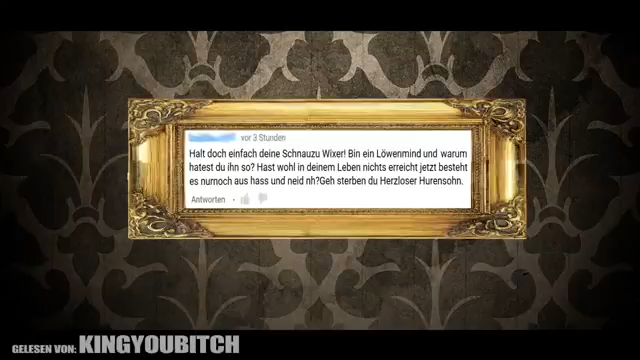 vor 3 Stunden
Halt doch einfach deine Schnauzu Wixer! Bin ein Löwenmind und warum
hatest du ihn so? Hast wohl in deinem Leben nichts erreicht jetzt besteht
es nurnoch aus hass und neid nh?Geh sterben du Herzloser Hurensohn.
Antworten
GELESEN VON: KINGYOUBITCH